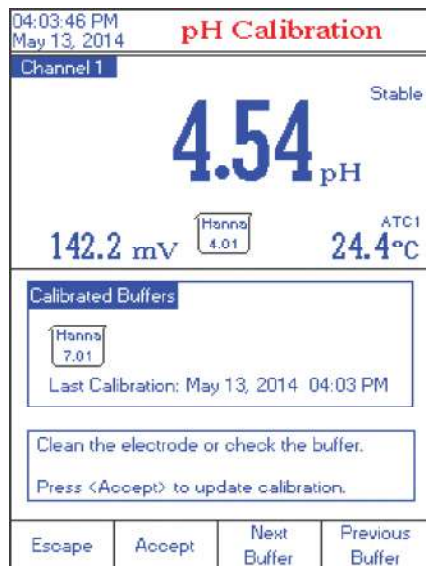 04:03:46 PM
May 13, 2014
pH Calibration
Channel 1
Stable
4.54 pH
142.2 mV
Hanna
4.01
ATC1
24.4°C
Calibrated Buffers
Hanna
7.01
Last Calibration: May 13, 2014 04:03 PM
Clean the electrode or check the buffer.
Press <Accept> to update calibration.
Escape
Accept
Next
Buffer
Previous
Buffer